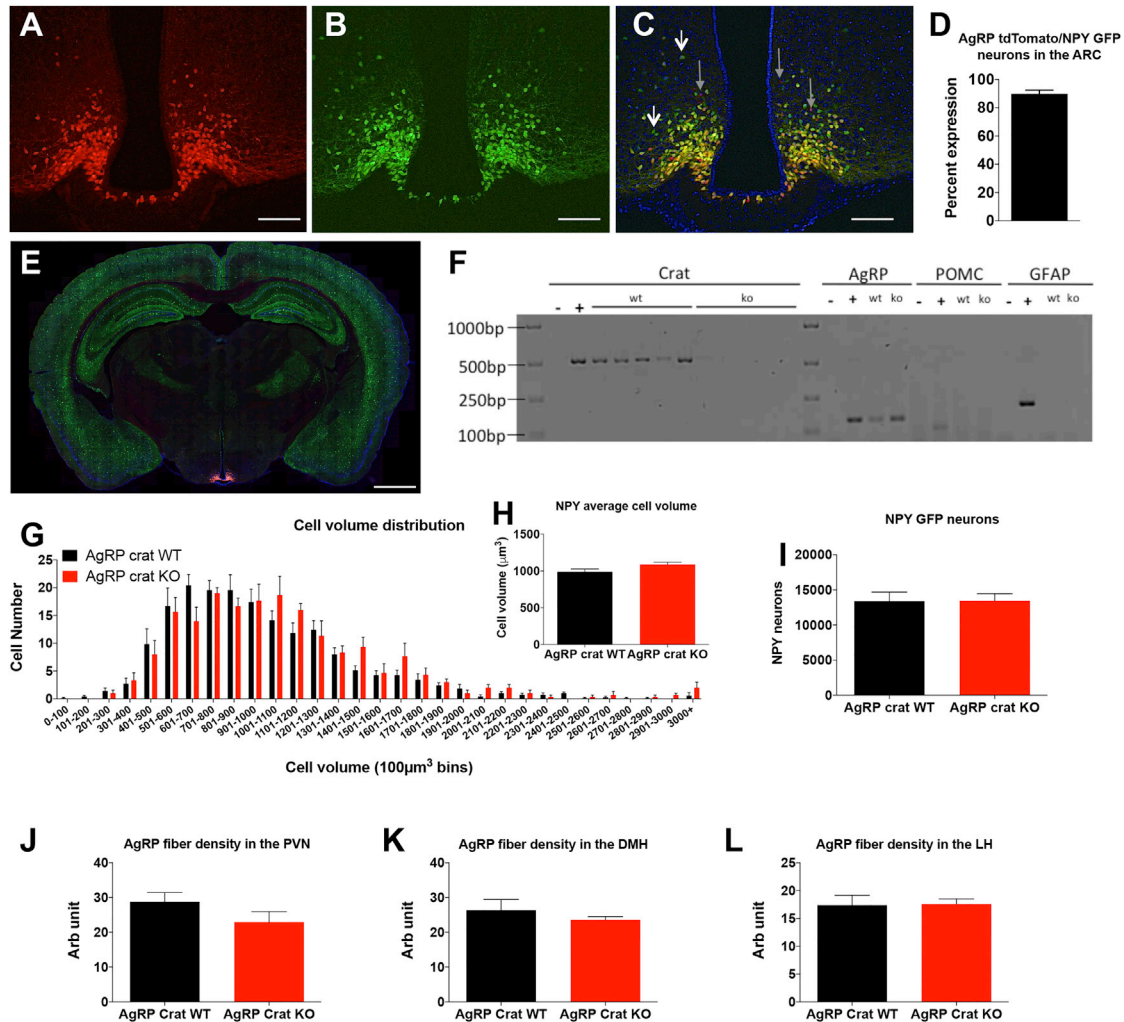 A
B
C
D
AgRP tdTomato/NPY GFP
neurons in the ARC
Percent expression
100
80
60
40
20
0
E
F
Crat
AgRP
POMC
GFAP
wt
ko
- +
- + wt ko
- + wt ko
- + wt ko
1000bp
500bp
250bp
100bp
G
Cell volume distribution
AgRP crat WT
AgRP crat KO
Cell Number
25
20
15
10
5
0
0-100
101-200
201-300
301-400
401-500
501-600
601-700
701-800
801-900
901-1000
1001-1100
1101-1200
1201-1300
1301-1400
1401-1500
1501-1600
1601-1700
1701-1800
1801-1900
1901-2000
2001-2100
2101-2200
2201-2300
2301-2400
2401-2500
2501-2600
2601-2700
2701-2800
2801-2900
2901-3000
3000+
Cell volume (100µm³ bins)
H
NPY average cell volume
Cell volume (µm³)
1500
1000
500
0
AgRP crat WT AgRP crat KO
I
NPY GFP neurons
NPY neurons
20000
15000
10000
5000
0
AgRP crat WT AgRP crat KO
J
AgRP fiber density in the PVN
Arb unit
40
30
20
10
0
AgRP Crat WT AgRP Crat KO
K
AgRP fiber density in the DMH
Arb unit
40
30
20
10
0
AgRP Crat WT AgRP Crat KO
L
AgRP fiber density in the LH
Arb unit
25
20
15
10
5
0
AgRP Crat WT AgRP Crat KO